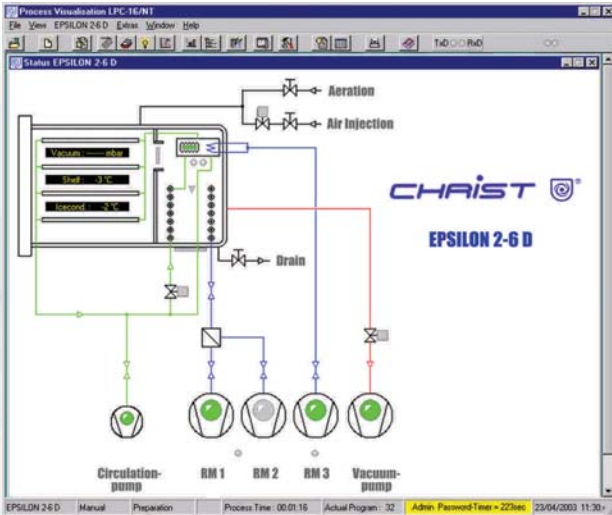 Process Visualisation LPC-16/NT
File View EPSILON 2-6 D Extras Window Help
TxD RxD
Status EPSILON 2-6 D
Aeration
Air Injection
Vacuum : ------ mbar
Shelf : -3 °C
Icecond. : -2 °C
CHRIST
EPSILON 2-6 D
Drain
Circulation-
pump
RM 1
RM 2
RM 3
Vacuum-
pump
EPSILON 2-6 D Manual Preparation Process Time : 00:01:16 Actual Program : 32 Admin Password-Timer = 223sec 23/04/2003 11:30